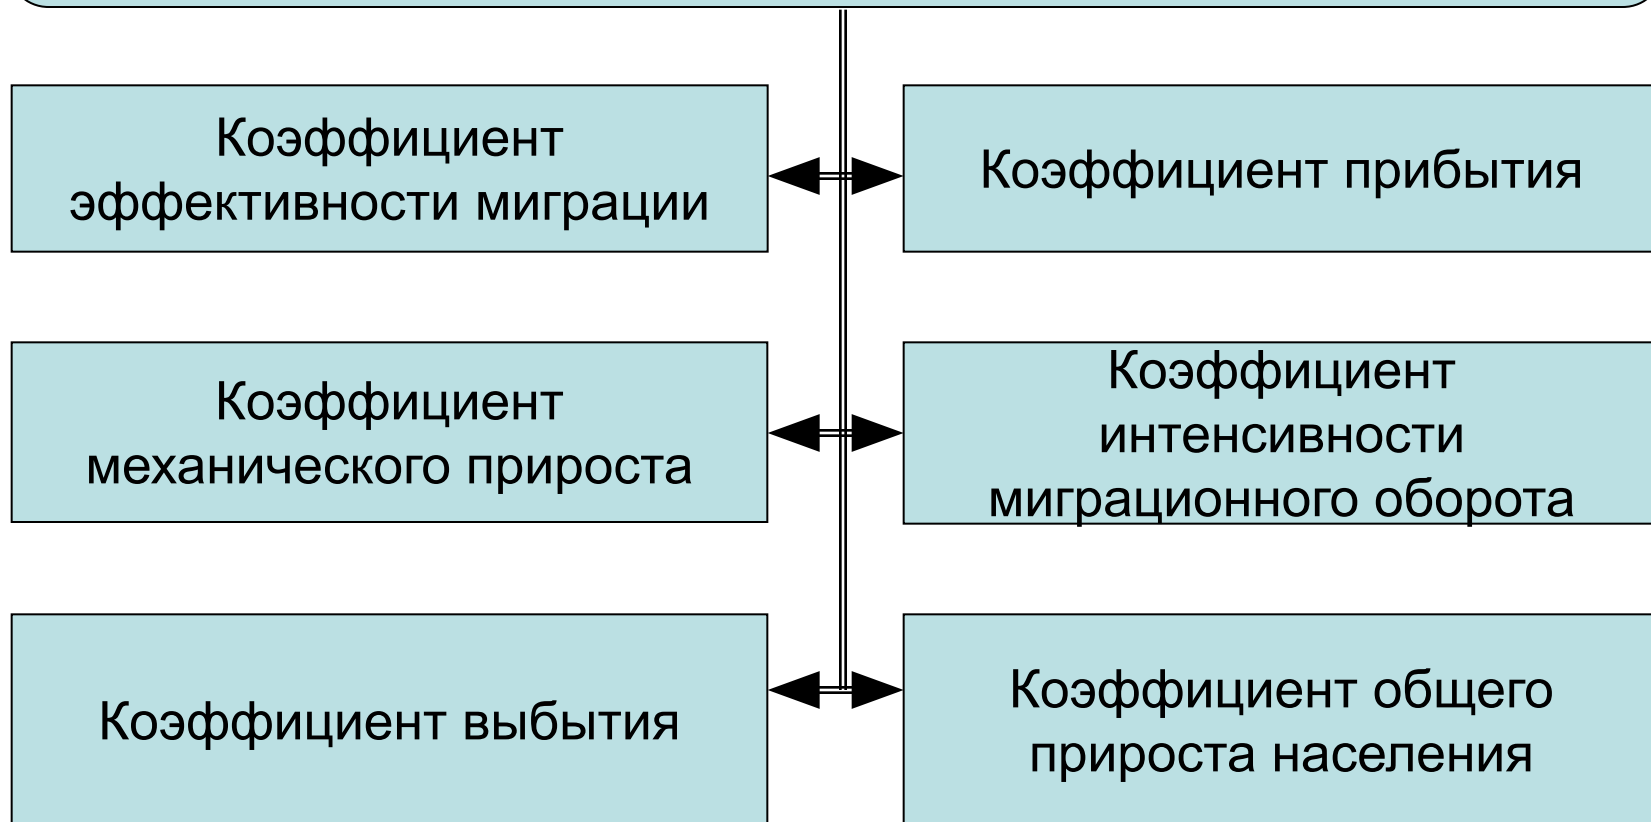 Коэффициент
эффективности миграции
Коэффициент прибытия
Коэффициент
механического прироста
Коэффициент
интенсивности
миграционного оборота
Коэффициент выбытия
Коэффициент общего
прироста населения